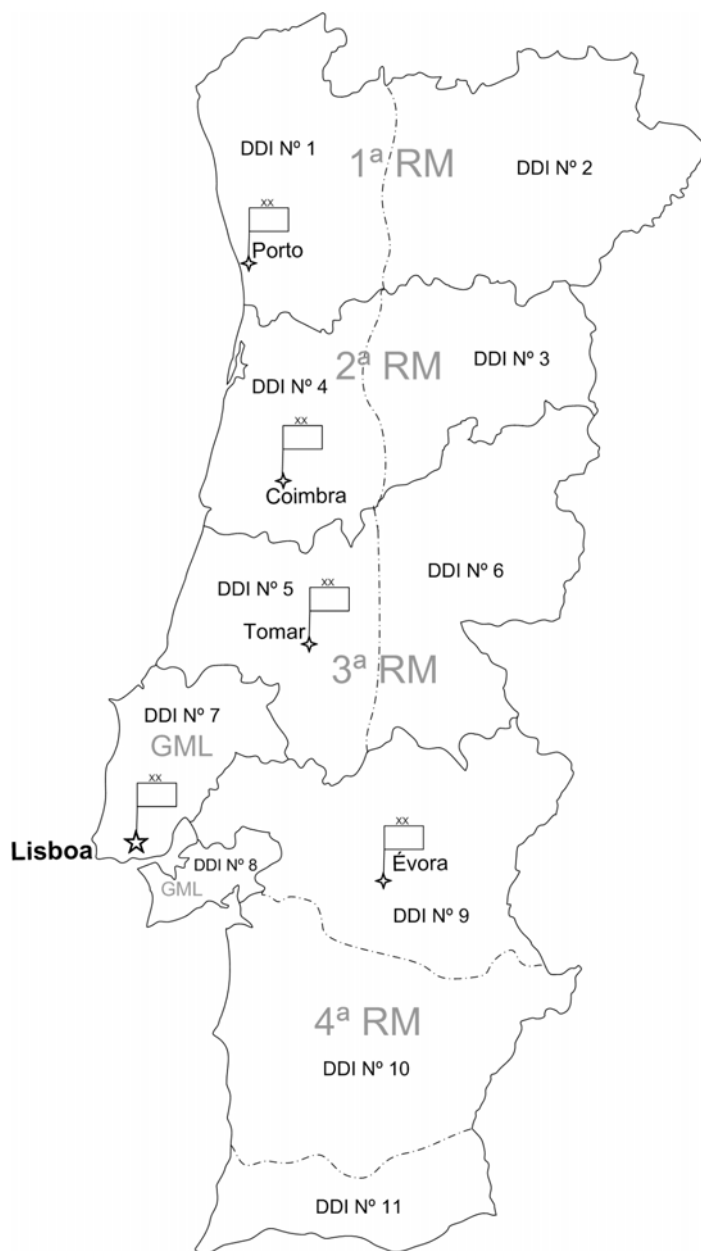 DDI Nº 1
1ª RM
DDI Nº 2
XX
Porto
2ª RM
DDI Nº 3
DDI Nº 4
XX
Coimbra
DDI Nº 6
XX
DDI Nº 5
Tomar
3ª RM
DDI Nº 7
GML
XX
Lisboa
XX
Évora
DDI Nº 8
GML
DDI Nº 9
4ª RM
DDI Nº 10
DDI Nº 11